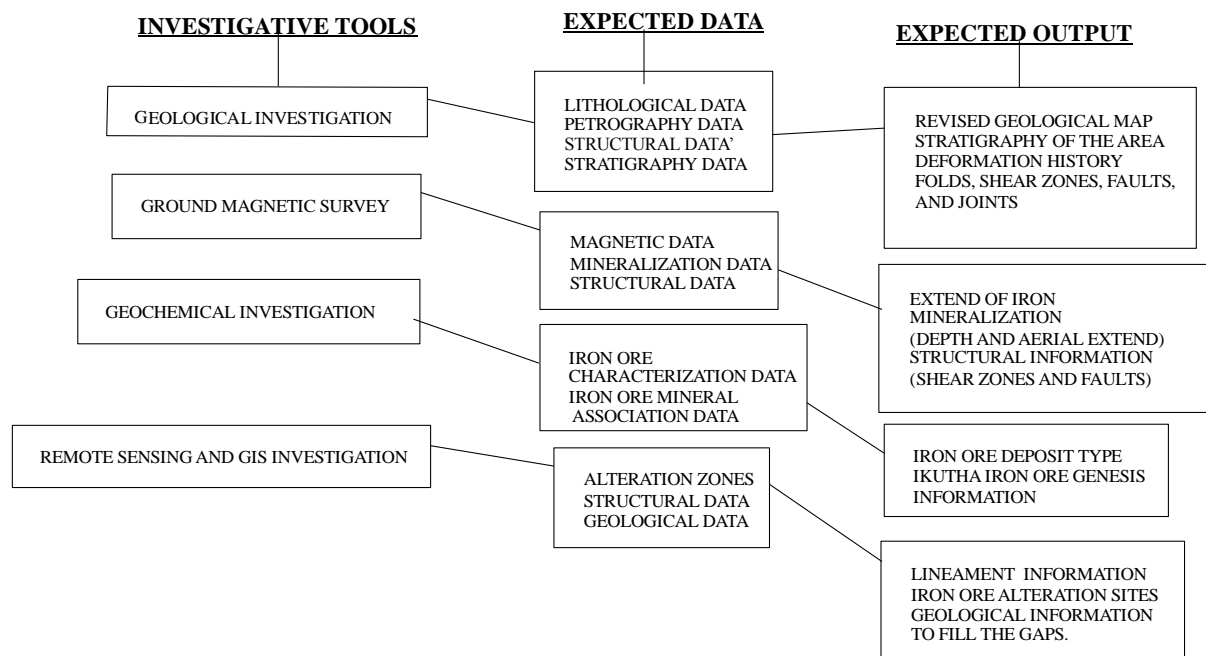 INVESTIGATIVE TOOLS
EXPECTED DATA
EXPECTED OUTPUT
GEOLOGICAL INVESTIGATION
LITHOLOGICAL DATA
PETROGRAPHY DATA
STRUCTURAL DATA’
STRATIGRAPHY DATA
REVISED GEOLOGICAL MAP
STRATIGRAPHY OF THE AREA
DEFORMATION HISTORY
FOLDS, SHEAR ZONES, FAULTS,
AND JOINTS
GROUND MAGNETIC SURVEY
MAGNETIC DATA
MINERALIZATION DATA
STRUCTURAL DATA
EXTEND OF IRON
MINERALIZATION
(DEPTH AND AERIAL EXTEND)
STRUCTURAL INFORMATION
(SHEAR ZONES AND FAULTS)
GEOCHEMICAL INVESTIGATION
IRON ORE
CHARACTERIZATION DATA
IRON ORE MINERAL
ASSOCIATION DATA
IRON ORE DEPOSIT TYPE
IKUTHA IRON ORE GENESIS
INFORMATION
REMOTE SENSING AND GIS INVESTIGATION
ALTERATION ZONES
STRUCTURAL DATA
GEOLOGICAL DATA
LINEAMENT INFORMATION
IRON ORE ALTERATION SITES
GEOLOGICAL INFORMATION
TO FILL THE GAPS.